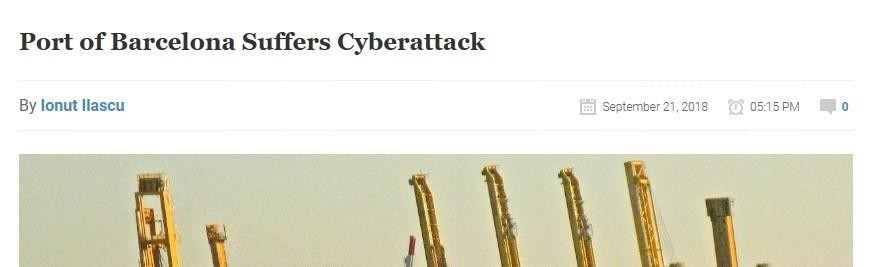 Port of Barcelona Suffers Cyberattack
By Ionut Ilascu September 21, 2018 05:15 PM 0